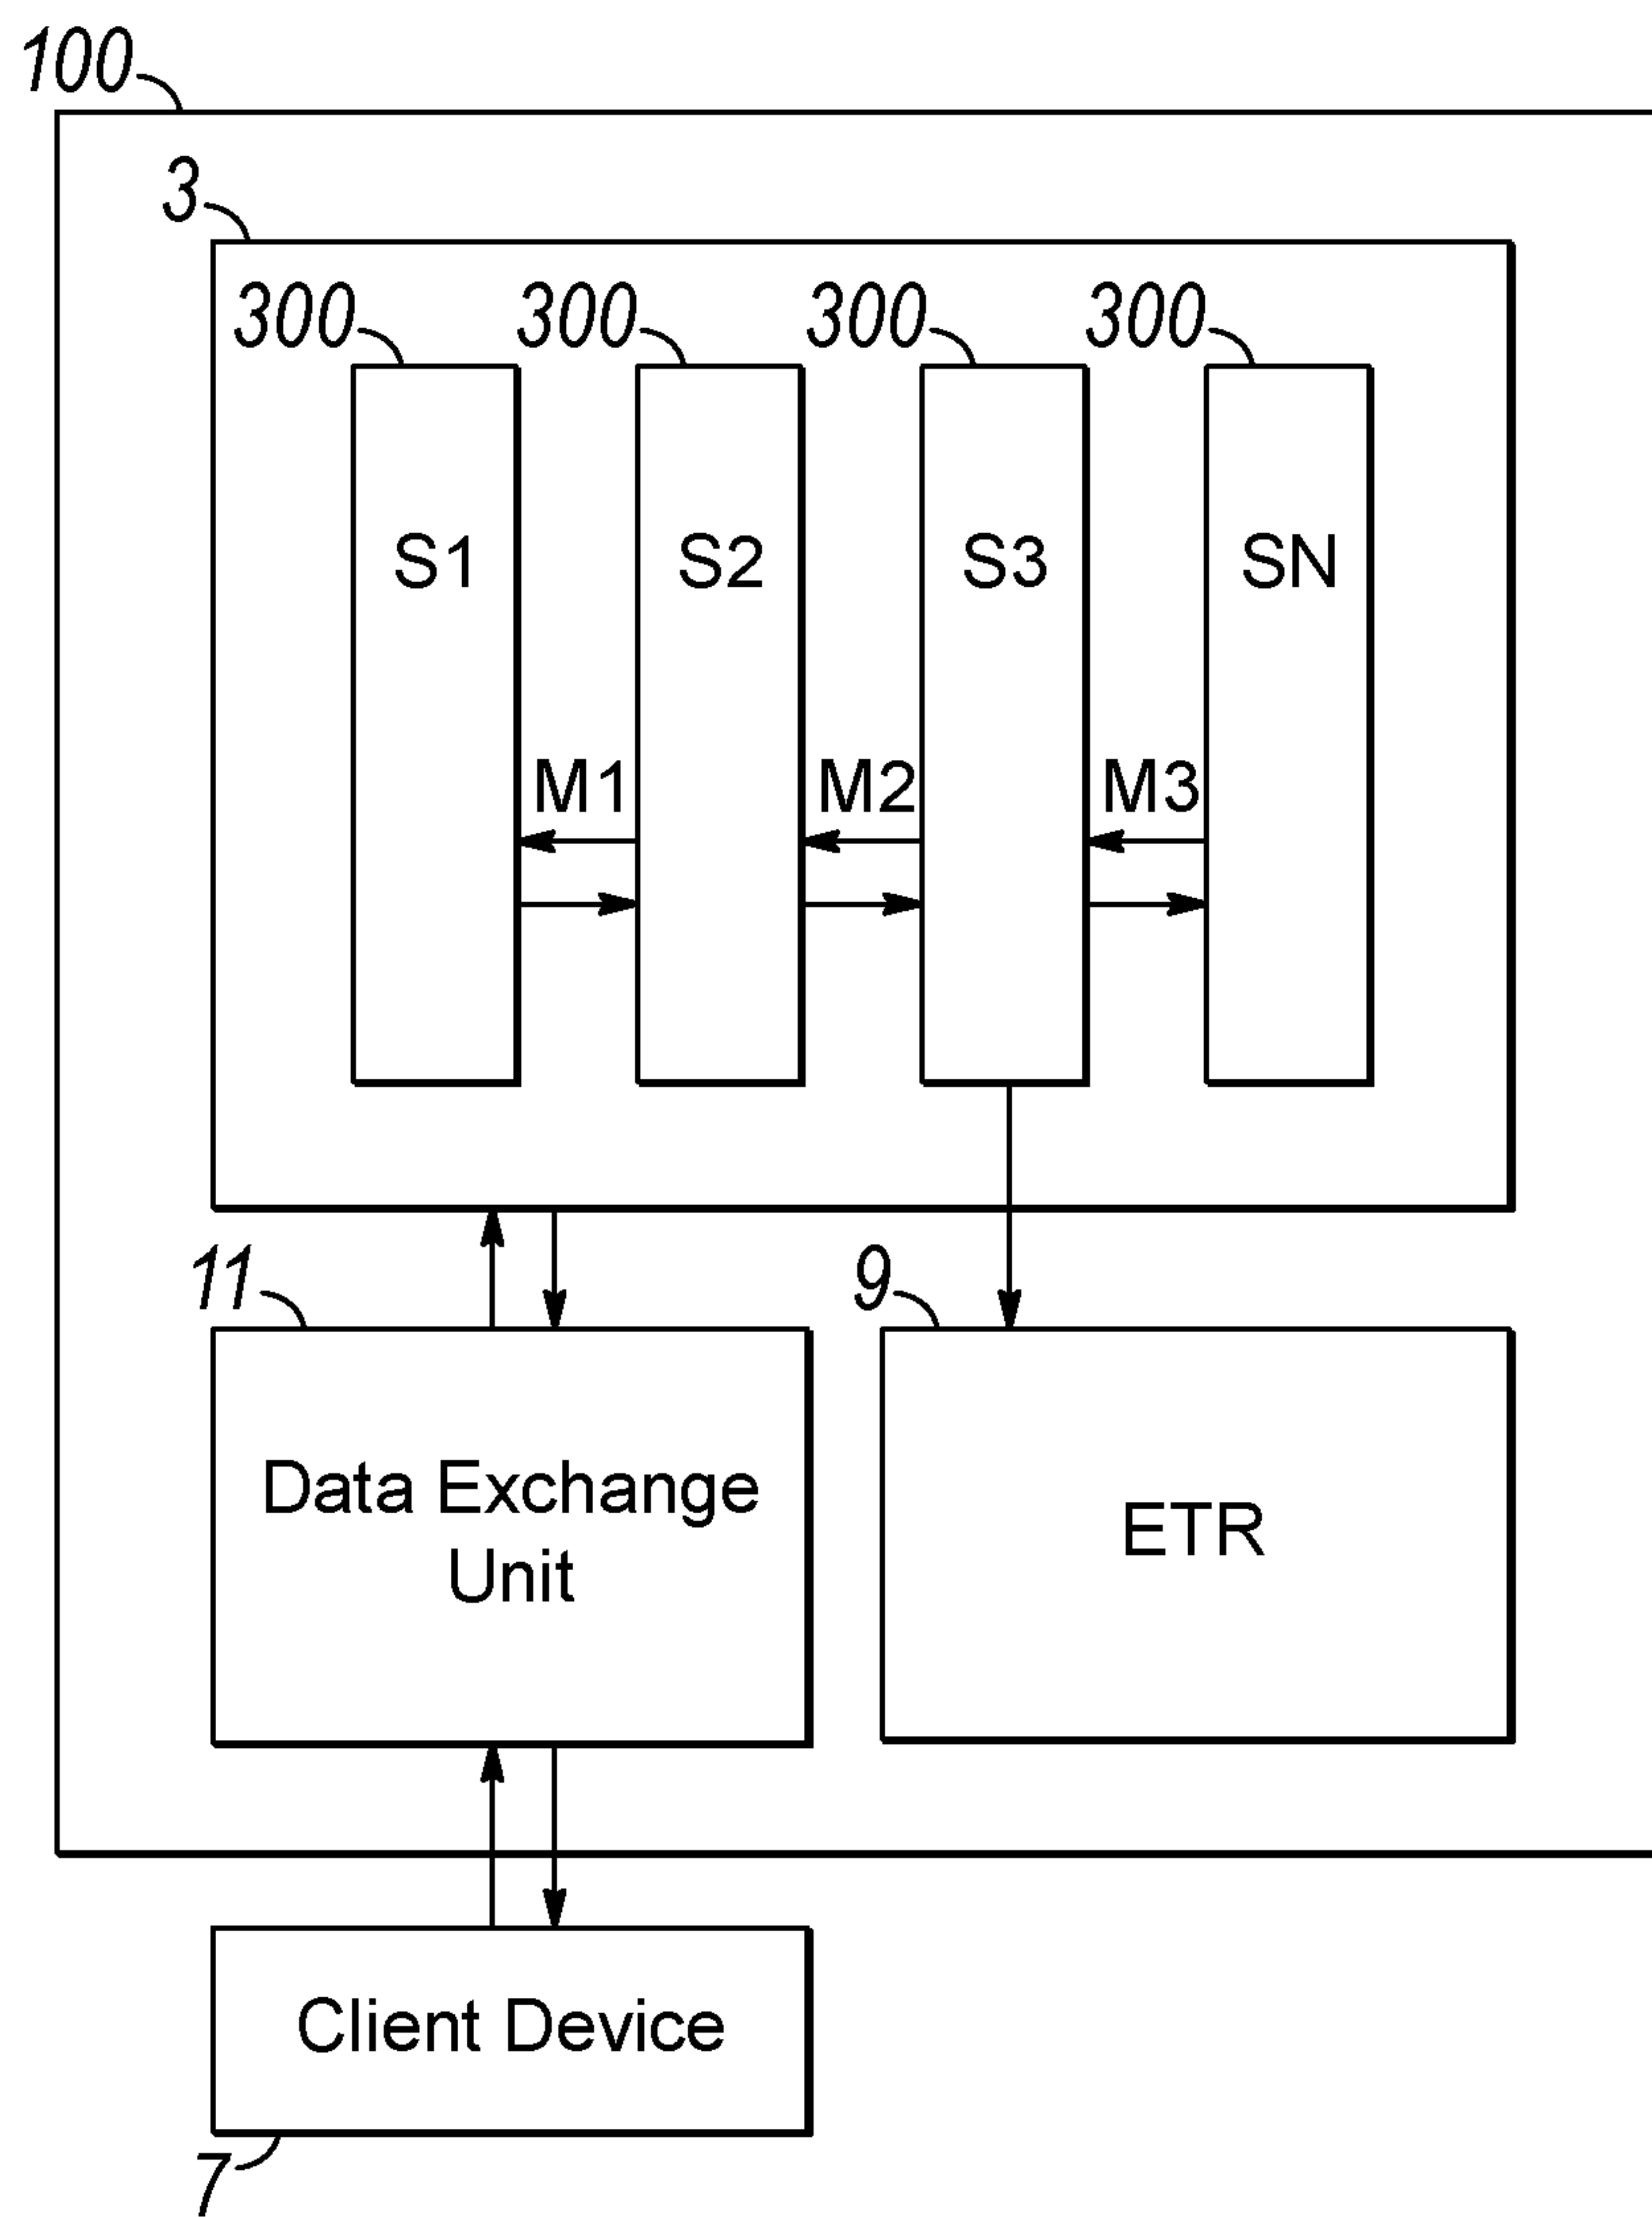 100
3
300 300 300 300
S1 S2 S3 SN
M1 M2 M3
11 9
Data Exchange
Unit
ETR
Client Device
7